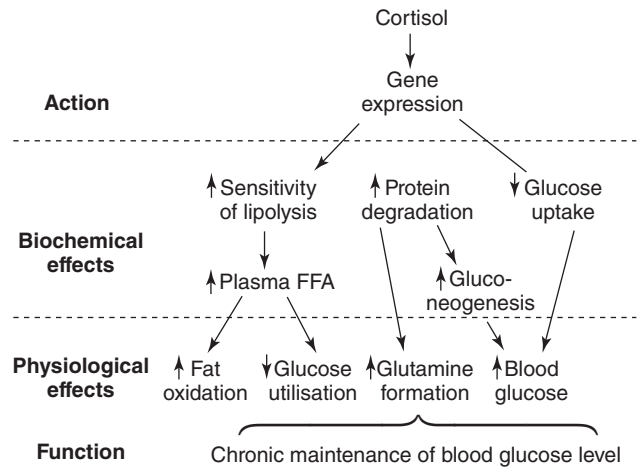 Cortisol
Gene
expression
Action
Sensitivity
of lipolysis
Protein
degradation
Glucose
uptake
Biochemical
effects
Plasma FFA
Gluco-
neogenesis
Physiological
effects
Fat
oxidation
Glucose
utilisation
Glutamine
formation
Blood
glucose
Function
Chronic maintenance of blood glucose level